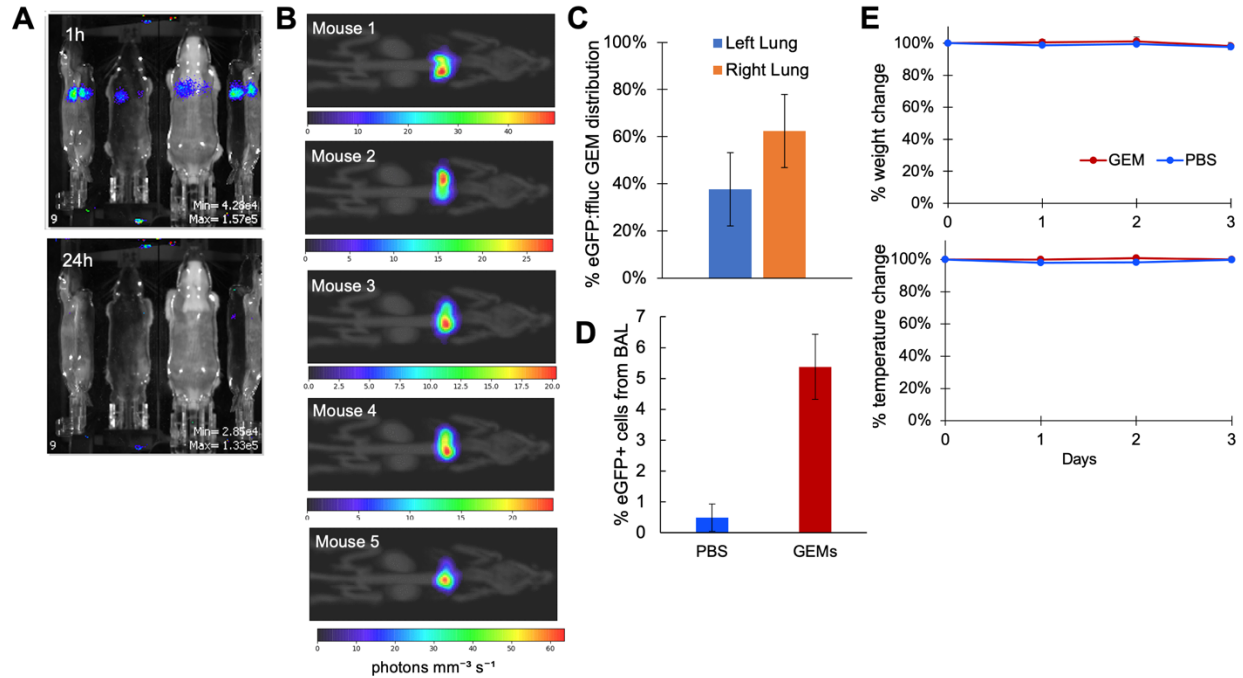 A
1h
9
Min= 4.28e4
Max= 1.57e5
24h
9
Min= 2.85e4
Max= 1.33e5
B
Mouse 1
0 10 20 30 40
Mouse 2
0 5 10 15 20 25
Mouse 3
0.0 2.5 5.0 7.5 10.0 12.5 15.0 17.5 20.0
Mouse 4
0 5 10 15 20
Mouse 5
0 10 20 30 40 50 60
photons mm⁻³ s⁻¹
C
% eGFP:ffluc GEM distribution
100%
80%
60%
40%
20%
0%
Left Lung
Right Lung
D
% eGFP+ cells from BAL
7
6
5
4
3
2
1
0
PBS GEMs
E
% weight change
100%
80%
60%
40%
20%
0%
GEM PBS
0 1 2 3
% temperature change
100%
80%
60%
40%
20%
0%
0 1 2 3
Days